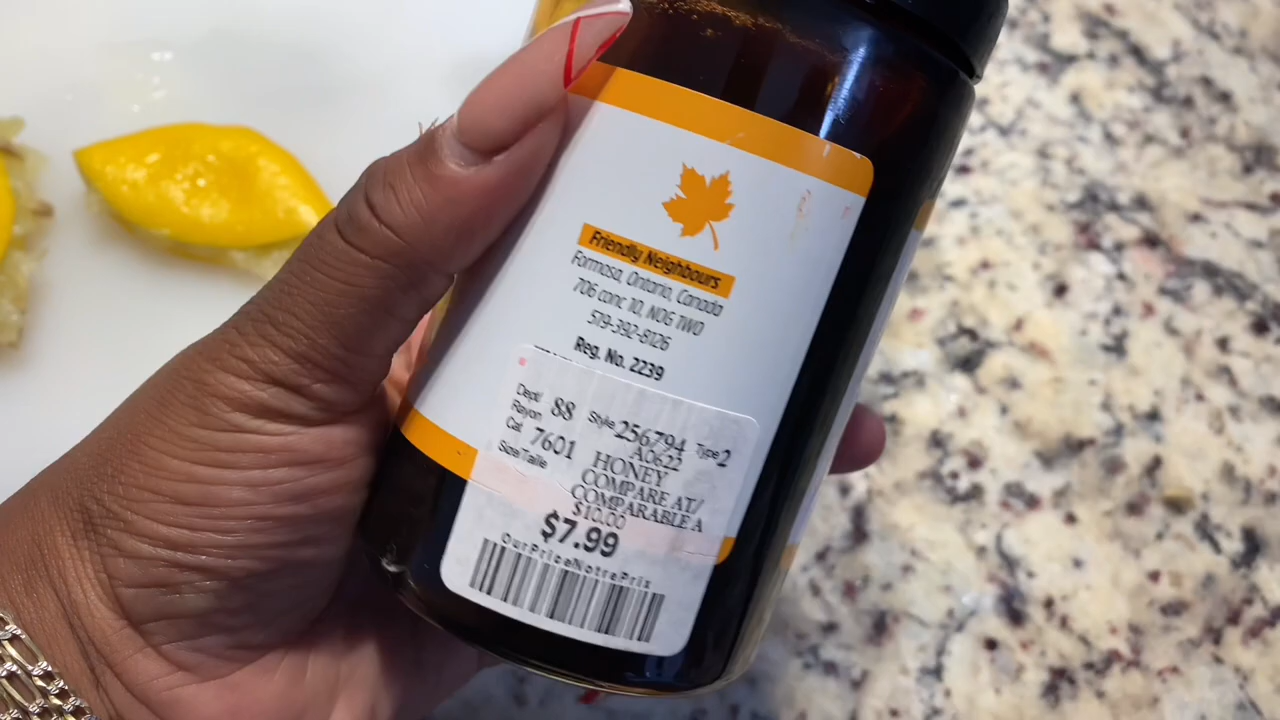 Friendly Neighbours
Formosa, Ontario, Canada
706 conc 10, N0G 1W0
519-392-8126
Reg. No. 2239
Dept 88 Style 256794 Type 2
Rayon A0622
Cat 7601 HONEY
Size/Taille COMPARE AT/
COMPARABLE A
$10.00
$7.99
OurPriceNotrePrix